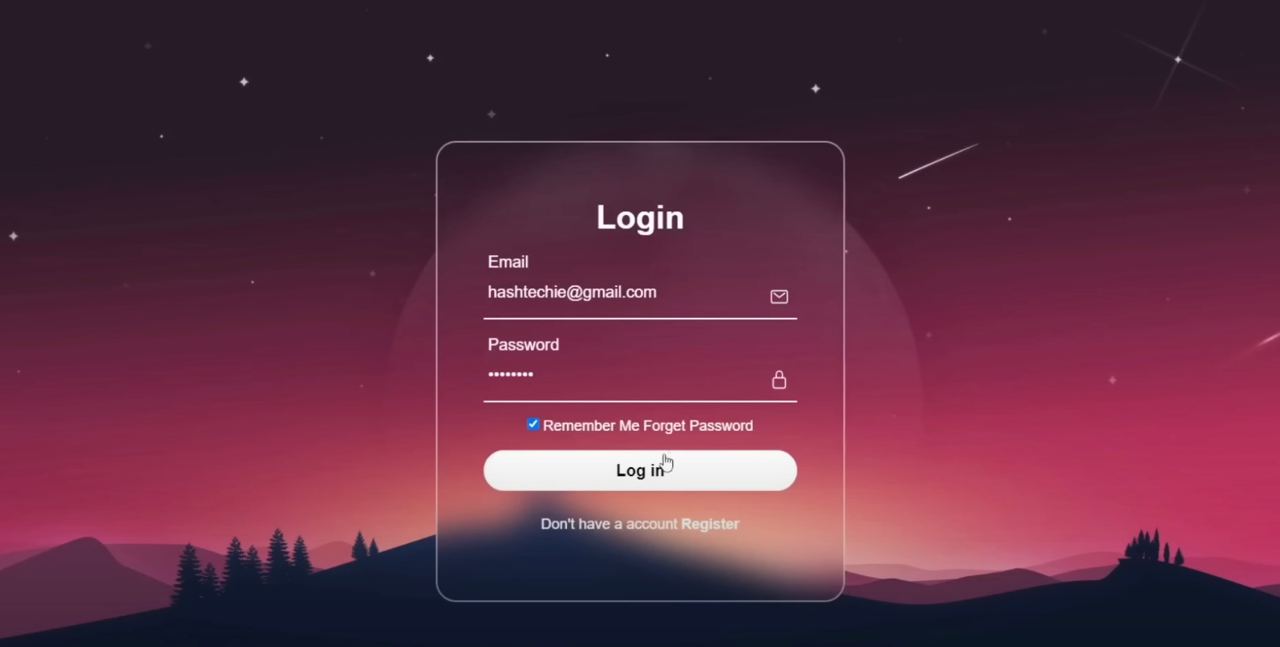 Login
Email
hashtechie@gmail.com
Password
••••••••
Remember Me Forget Password
Log in
Don't have a account Register